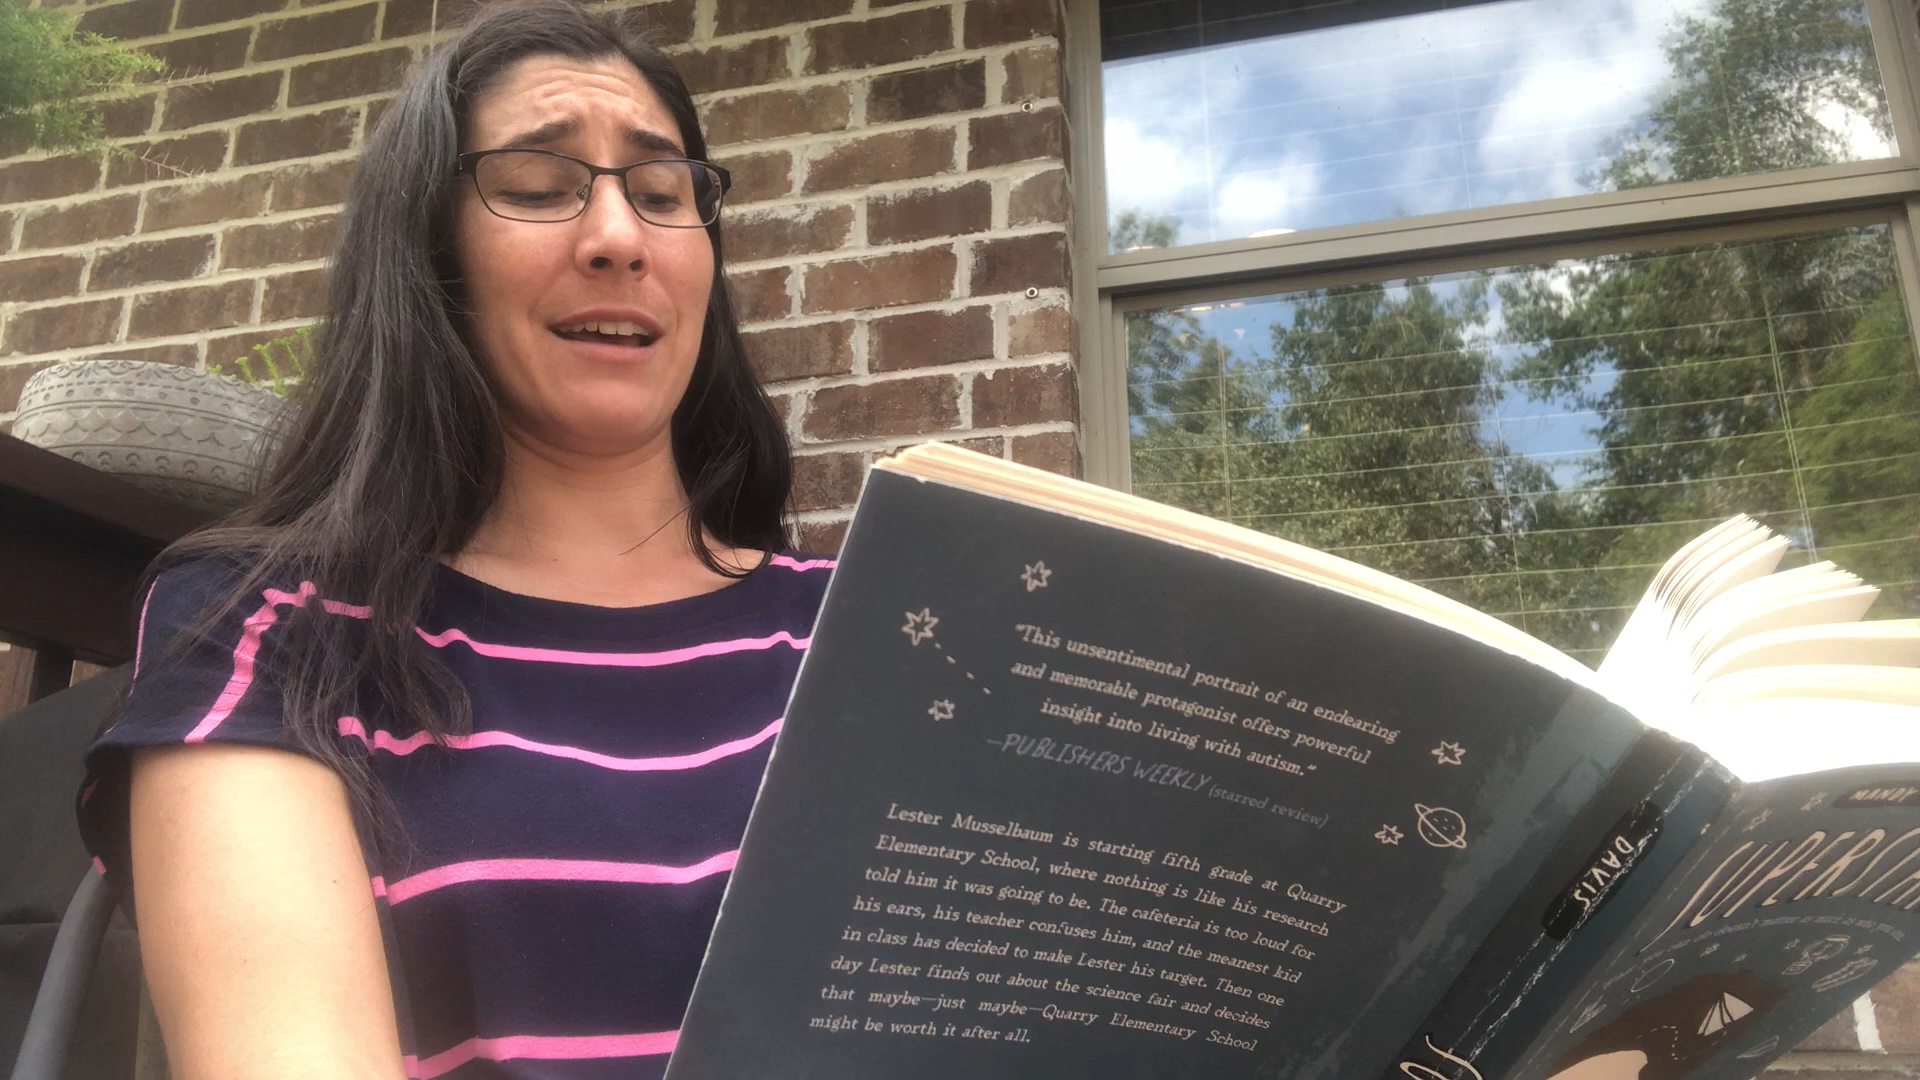 "This unsentimental portrait of an endearing
and memorable protagonist offers powerful
insight into living with autism."
—PUBLISHERS WEEKLY (starred review)
Lester Musselbaum is starting fifth grade at Quarry
Elementary School, where nothing is like his research
told him it was going to be. The cafeteria is too loud for
his ears, his teacher confuses him, and the meanest kid
in class has decided to make Lester his target. Then one
day Lester finds out about the science fair and decides
that maybe—just maybe—Quarry Elementary School
might be worth it after all.
DAVIS
MANDY